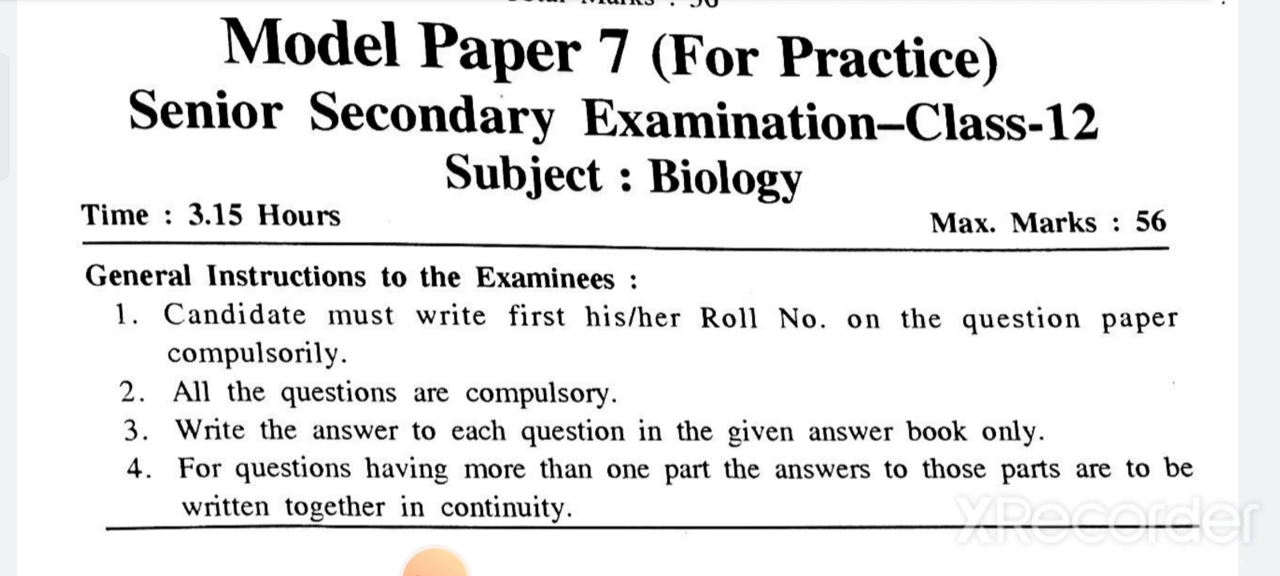 Model Paper 7 (For Practice)
Senior Secondary Examination–Class-12
Subject : Biology
Time : 3.15 Hours
Max. Marks : 56
General Instructions to the Examinees :
1. Candidate must write first his/her Roll No. on the question paper
compulsorily.
2. All the questions are compulsory.
3. Write the answer to each question in the given answer book only.
4. For questions having more than one part the answers to those parts are to be
written together in continuity.
XRecorder